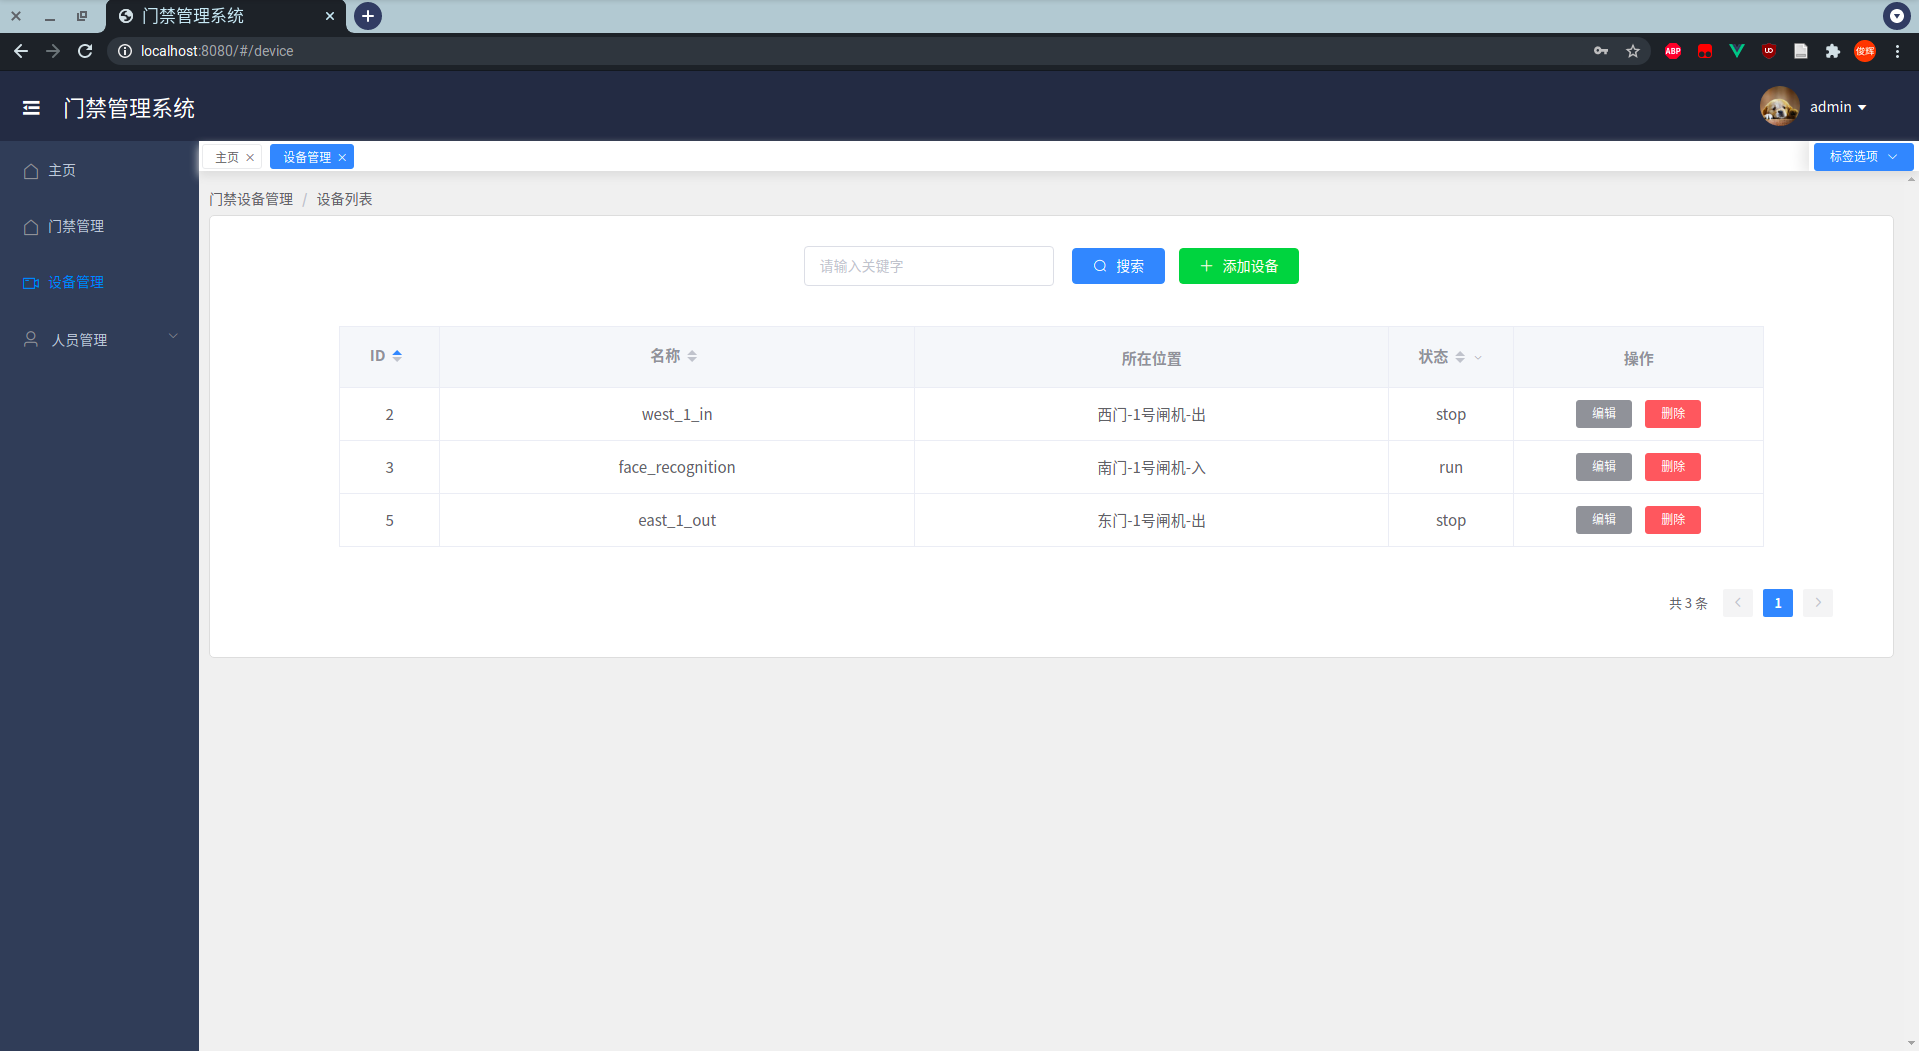 门禁管理系统
localhost:8080/#/device
ABP
UD
俊辉
门禁管理系统
admin
主页
门禁管理
设备管理
人员管理
主页
设备管理
标签选项
门禁设备管理 / 设备列表
请输入关键字
搜索
添加设备
ID 名称 所在位置 状态 操作
2 west_1_in 西门-1号闸机-出 stop 编辑 删除
3 face_recognition 南门-1号闸机-入 run 编辑 删除
5 east_1_out 东门-1号闸机-出 stop 编辑 删除
共 3 条 1